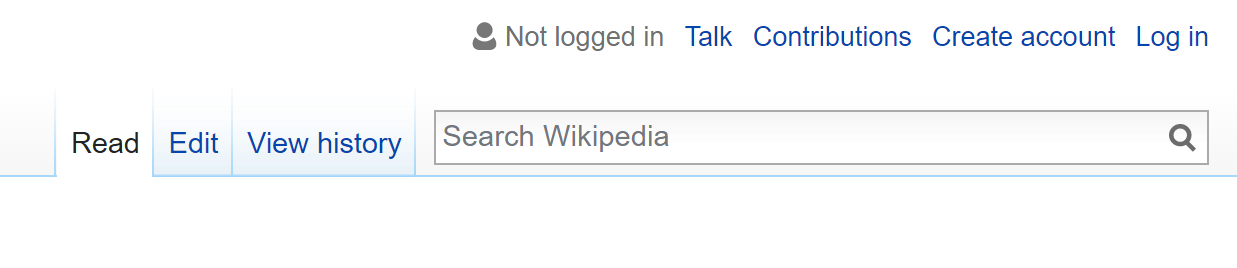 Not logged in Talk Contributions Create account Log in
Read Edit View history Search Wikipedia